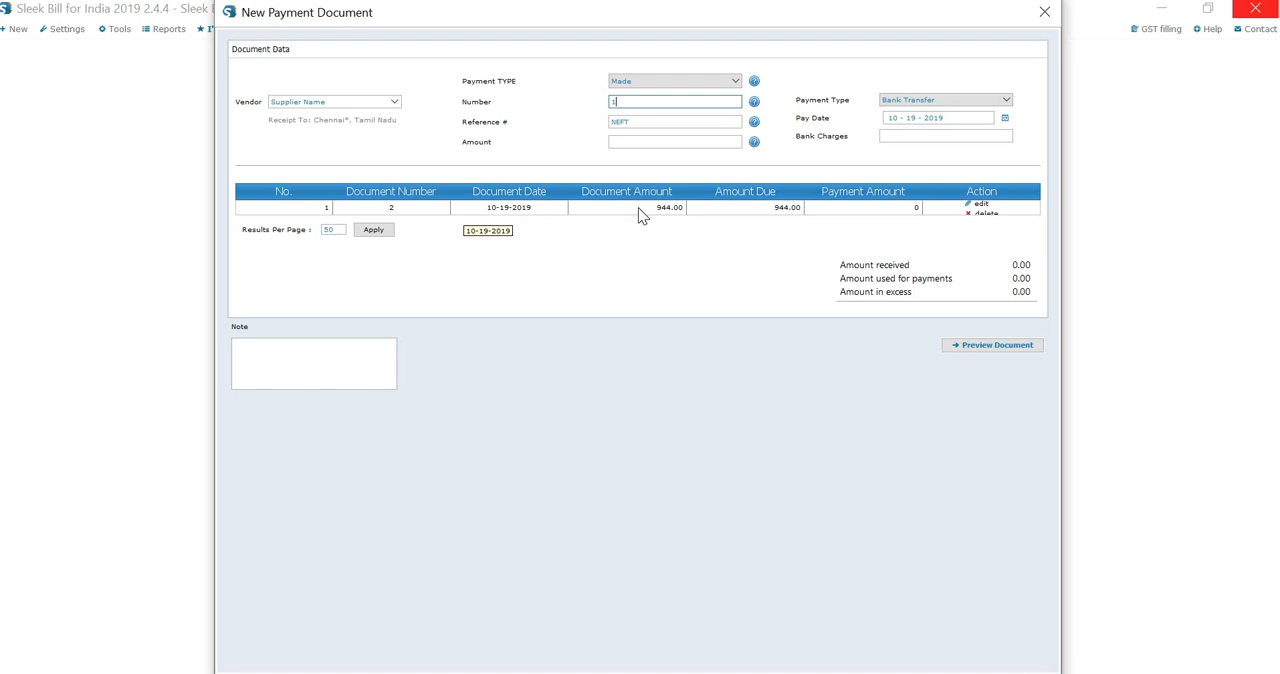 Sleek Bill for India 2019 2.4.4 - Sleek B
New Payment Document
New Settings Tools Reports I'
GST filling Help Contact
Document Data
Payment TYPE Made
Vendor Supplier Name
Number 1
Payment Type Bank Transfer
Receipt To: Chennai*, Tamil Nadu
Reference # NEFT
Pay Date 10 - 19 - 2019
Amount
Bank Charges
No. Document Number Document Date Document Amount Amount Due Payment Amount Action
1 2 10-19-2019 944.00 944.00 0 edit
delete
Results Per Page : 50 Apply 10-19-2019
Amount received 0.00
Amount used for payments 0.00
Amount in excess 0.00
Note
Preview Document